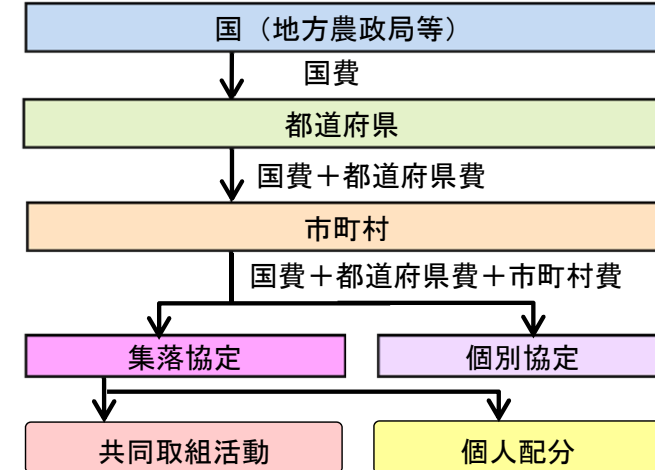 国（地方農政局等）
国費
都道府県
国費＋都道府県費
市町村
国費＋都道府県費＋市町村費
集落協定
個別協定
共同取組活動
個人配分